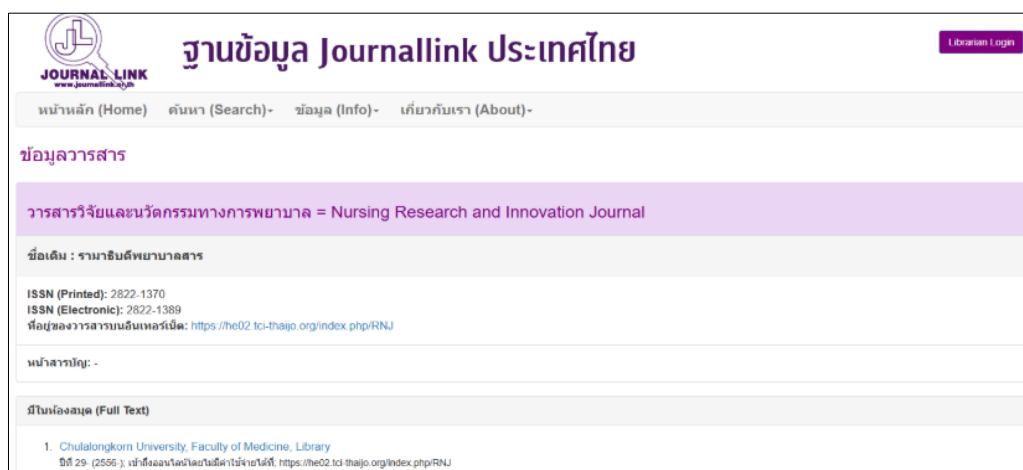 JL
JOURNAL LINK
www.journallink.or.th
ฐานข้อมูล Journallink ประเทศไทย
Librarian Login
หน้าหลัก (Home) ค้นหา (Search) ข้อมูล (Info) เกี่ยวกับเรา (About)
ข้อมูลวารสาร
วารสารวิจัยและนวัตกรรมทางการพยาบาล = Nursing Research and Innovation Journal
ชื่อเดิม : รามาธิบดีพยาบาลสาร
ISSN (Printed): 2822-1370
ISSN (Electronic): 2822-1389
ที่อยู่ของวารสารบนอินเทอร์เน็ต: https://he02.tci-thaijo.org/index.php/RNJ
หน้าสารบัญ: -
มีในห้องสมุด (Full Text)
1. Chulalongkorn University, Faculty of Medicine, Library
ปีที่ 29- (2556-); เข้าถึงออนไลน์โดยไม่มีค่าใช้จ่ายได้ที่; https://he02.tci-thaijo.org/index.php/RNJ